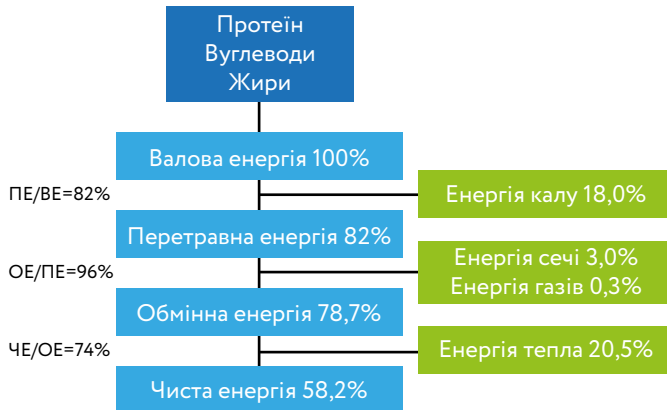 Протеїн
Вуглеводи
Жири
Валова енергія 100%
ПЕ/ВЕ=82%
Енергія калу 18,0%
Перетравна енергія 82%
ОЕ/ПЕ=96%
Енергія сечі 3,0%
Енергія газів 0,3%
Обмінна енергія 78,7%
ЧЕ/ОЕ=74%
Енергія тепла 20,5%
Чиста енергія 58,2%